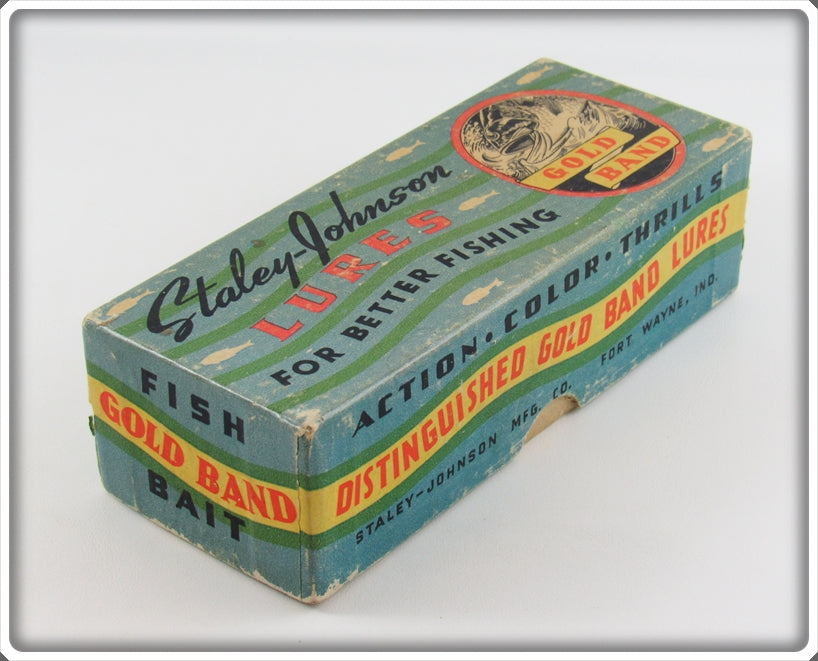 Staley-Johnson
LURES
FOR BETTER FISHING
GOLD
BAND
ACTION • COLOR • THRILLS
DISTINGUISHED GOLD BAND LURES
STALEY-JOHNSON MFG. CO. FORT WAYNE, IND.
FISH
GOLD BAND
BAIT